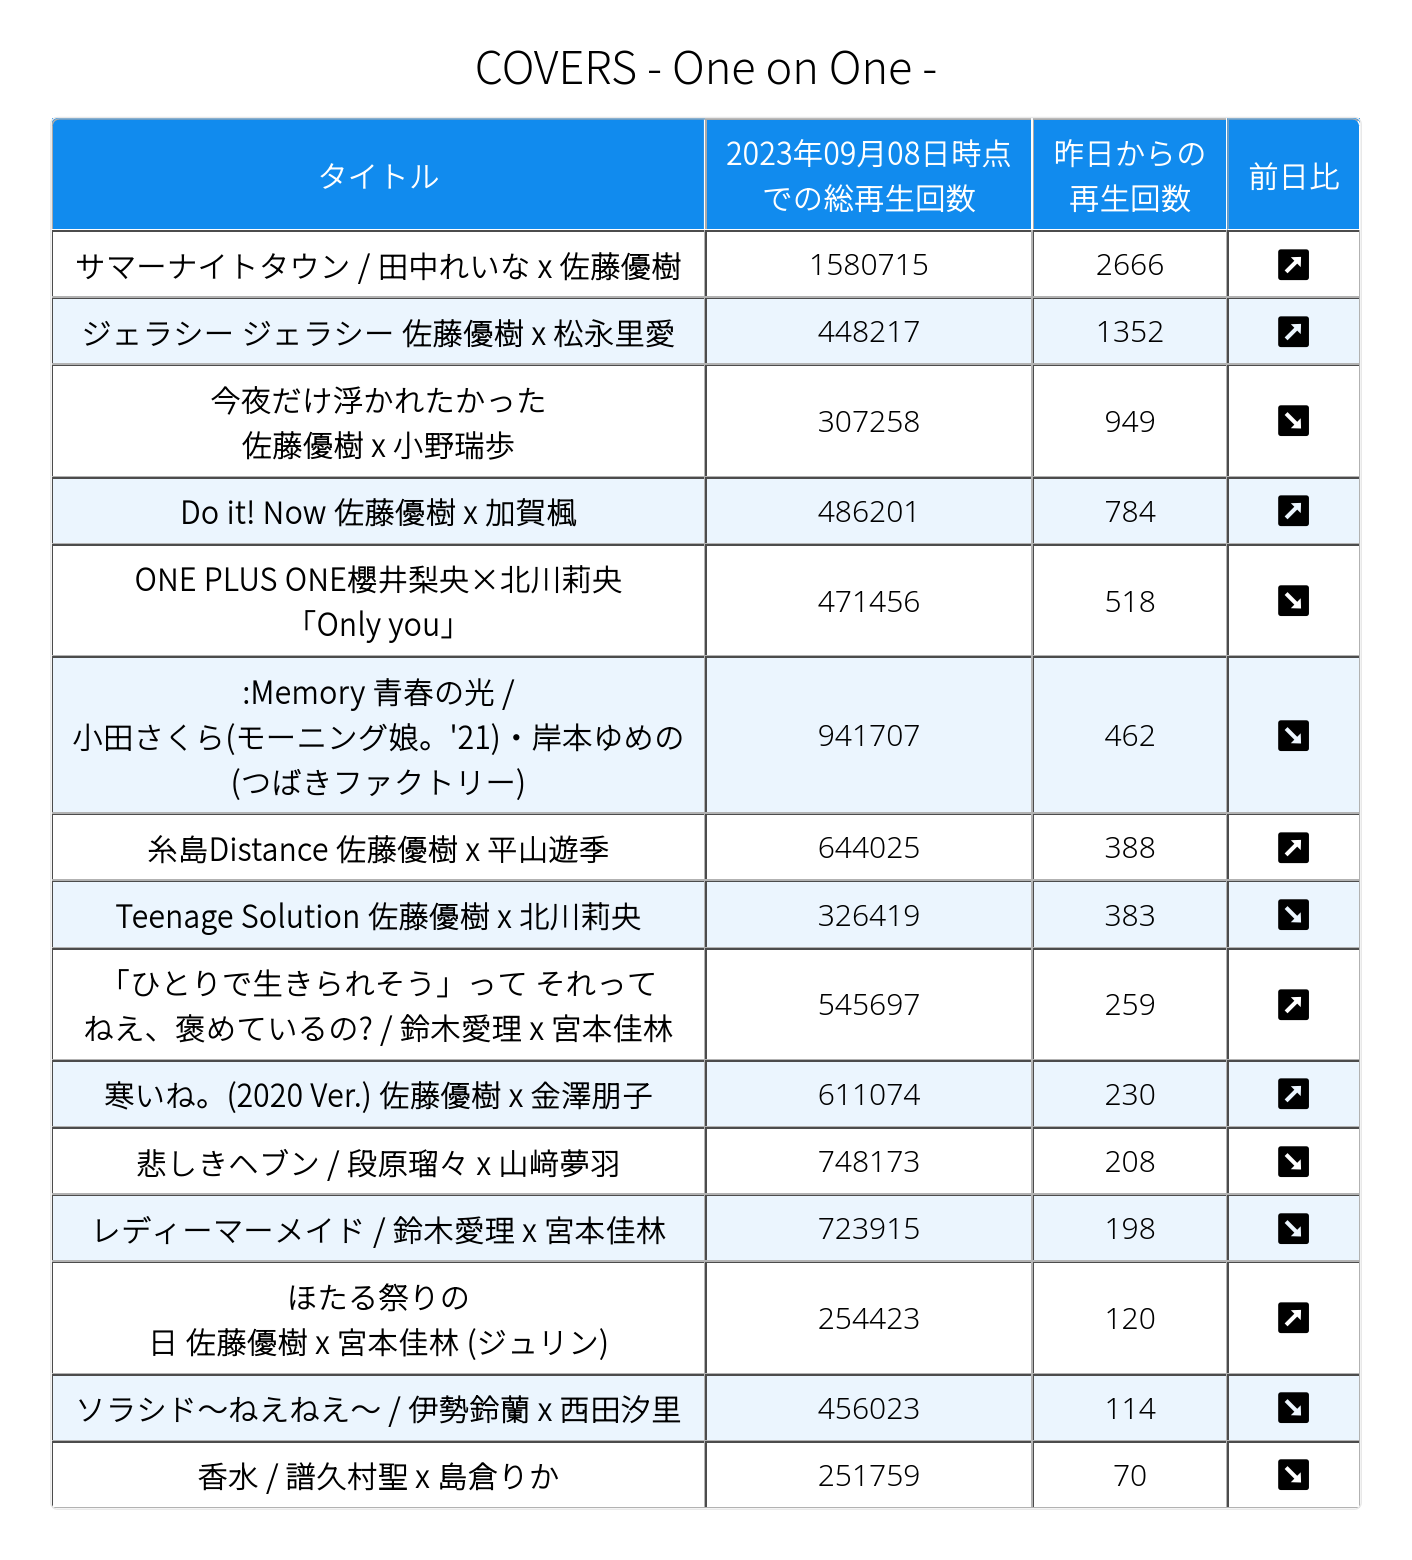 COVERS - One on One -
タイトル
2023年09月08日時点
での総再生回数
昨日からの
再生回数
前日比
サマーナイトタウン / 田中れいな x 佐藤優樹
1580715
2666
ジェラシー ジェラシー 佐藤優樹 x 松永里愛
448217
1352
今夜だけ浮かれたかった
佐藤優樹 x 小野瑞歩
307258
949
Do it! Now 佐藤優樹 x 加賀楓
486201
784
ONE PLUS ONE櫻井梨央×北川莉央
「Only you」
471456
518
:Memory 青春の光 /
小田さくら(モーニング娘。'21)・岸本ゆめの
(つばきファクトリー)
941707
462
糸島Distance 佐藤優樹 x 平山遊季
644025
388
Teenage Solution 佐藤優樹 x 北川莉央
326419
383
「ひとりで生きられそう」って それって
ねえ、褒めているの? / 鈴木愛理 x 宮本佳林
545697
259
寒いね。(2020 Ver.) 佐藤優樹 x 金澤朋子
611074
230
悲しきヘブン / 段原瑠々 x 山﨑夢羽
748173
208
レディーマーメイド / 鈴木愛理 x 宮本佳林
723915
198
ほたる祭りの
日 佐藤優樹 x 宮本佳林 (ジュリン)
254423
120
ソラシド～ねえねえ～ / 伊勢鈴蘭 x 西田汐里
456023
114
香水 / 譜久村聖 x 島倉りか
251759
70